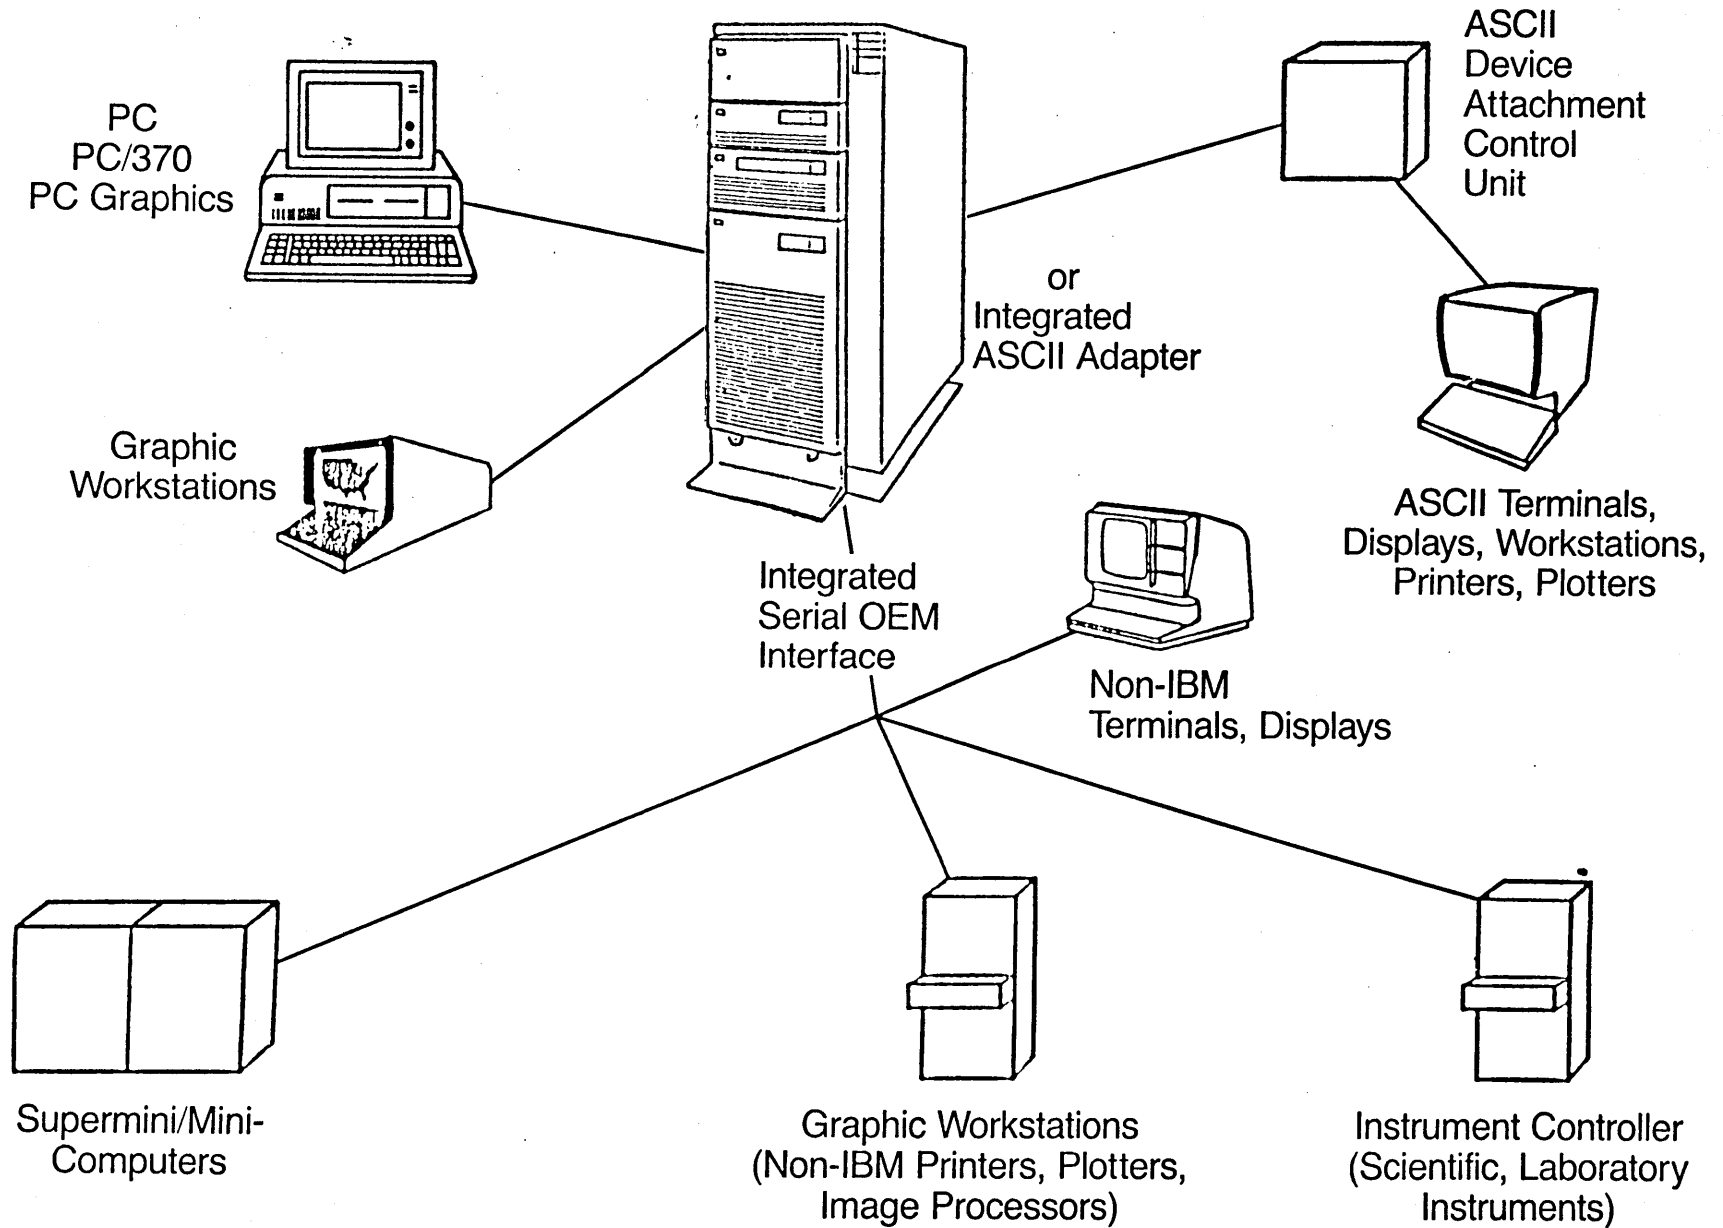 ASCII
Device
Attachment
Control
Unit
PC
PC/370
PC Graphics
or
Integrated
ASCII Adapter
Graphic
Workstations
ASCII Terminals,
Displays, Workstations,
Printers, Plotters
Integrated
Serial OEM
Interface
Non-IBM
Terminals, Displays
Supermini/Mini-
Computers
Graphic Workstations
(Non-IBM Printers, Plotters,
Image Processors)
Instrument Controller
(Scientific, Laboratory
Instruments)